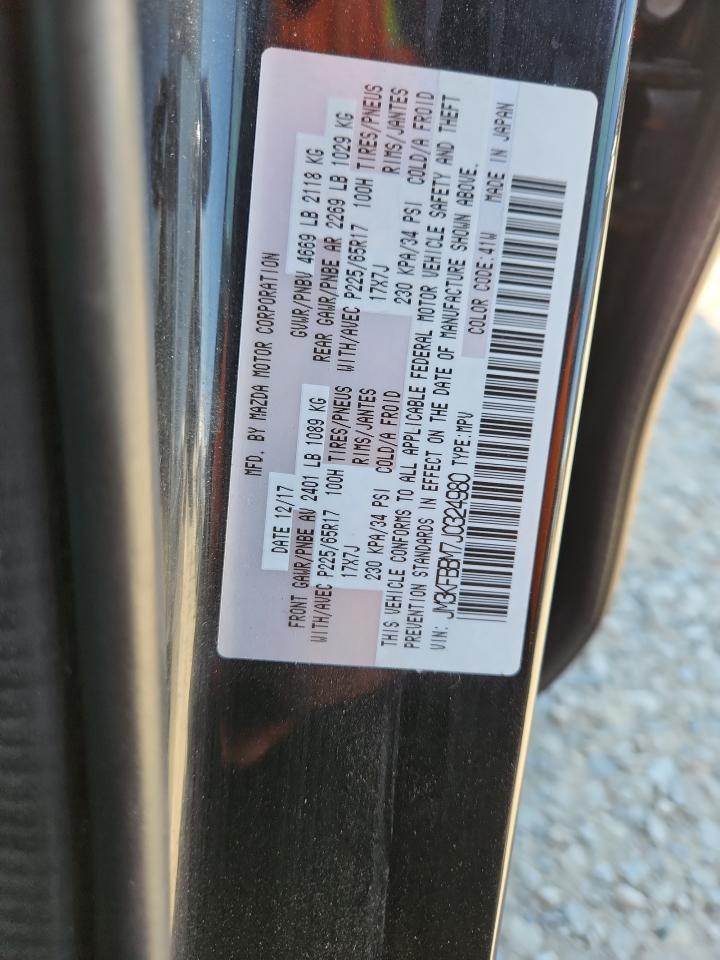 MFD. BY MAZDA MOTOR CORPORATION
DATE 12/17 GVWR/PNBV 4669 LB 2118 KG
FRONT GAWR/PNBE AV 2401 LB 1089 KG REAR GAWR/PNBE AR 2269 LB 1029 KG
WITH/AVEC P225/65R17 100H TIRES/PNEUS WITH/AVEC P225/65R17 100H TIRES/PNEUS
17X7J RIMS/JANTES 17X7J RIMS/JANTES
230 KPA/34 PSI COLD/A FROID 230 KPA/34 PSI COLD/A FROID
THIS VEHICLE CONFORMS TO ALL APPLICABLE FEDERAL MOTOR VEHICLE SAFETY AND THEFT
PREVENTION STANDARDS IN EFFECT ON THE DATE OF MANUFACTURE SHOWN ABOVE.
VIN: JM3KFBBM7J0324980 TYPE:MPV COLOR CODE:41W MADE IN JAPAN